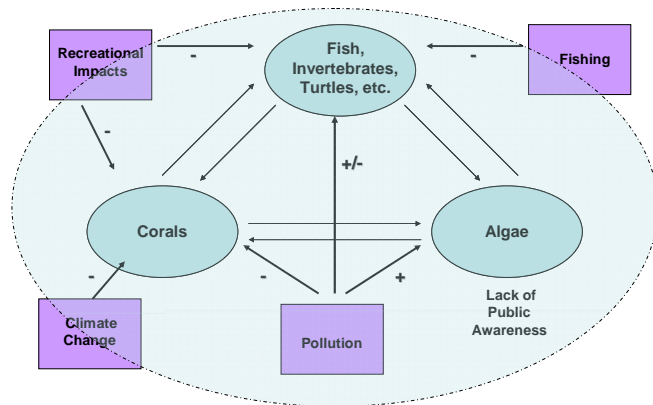 Recreational
Impacts
-
Fish,
Invertebrates,
Turtles, etc.
-
Fishing
-
+/-
Corals
Algae
-
-
+
Lack of
Public
Awareness
Climate
Change
Pollution